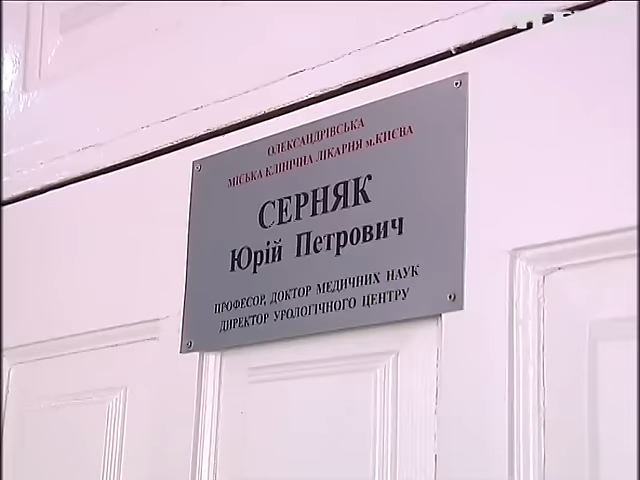 ОЛЕКСАНДРІВСЬКА
МІСЬКА КЛІНІЧНА ЛІКАРНЯ м.КИЄВА
СЕРНЯК
Юрій Петрович
ПРОФЕСОР, ДОКТОР МЕДИЧНИХ НАУК
ДИРЕКТОР УРОЛОГІЧНОГО ЦЕНТРУ